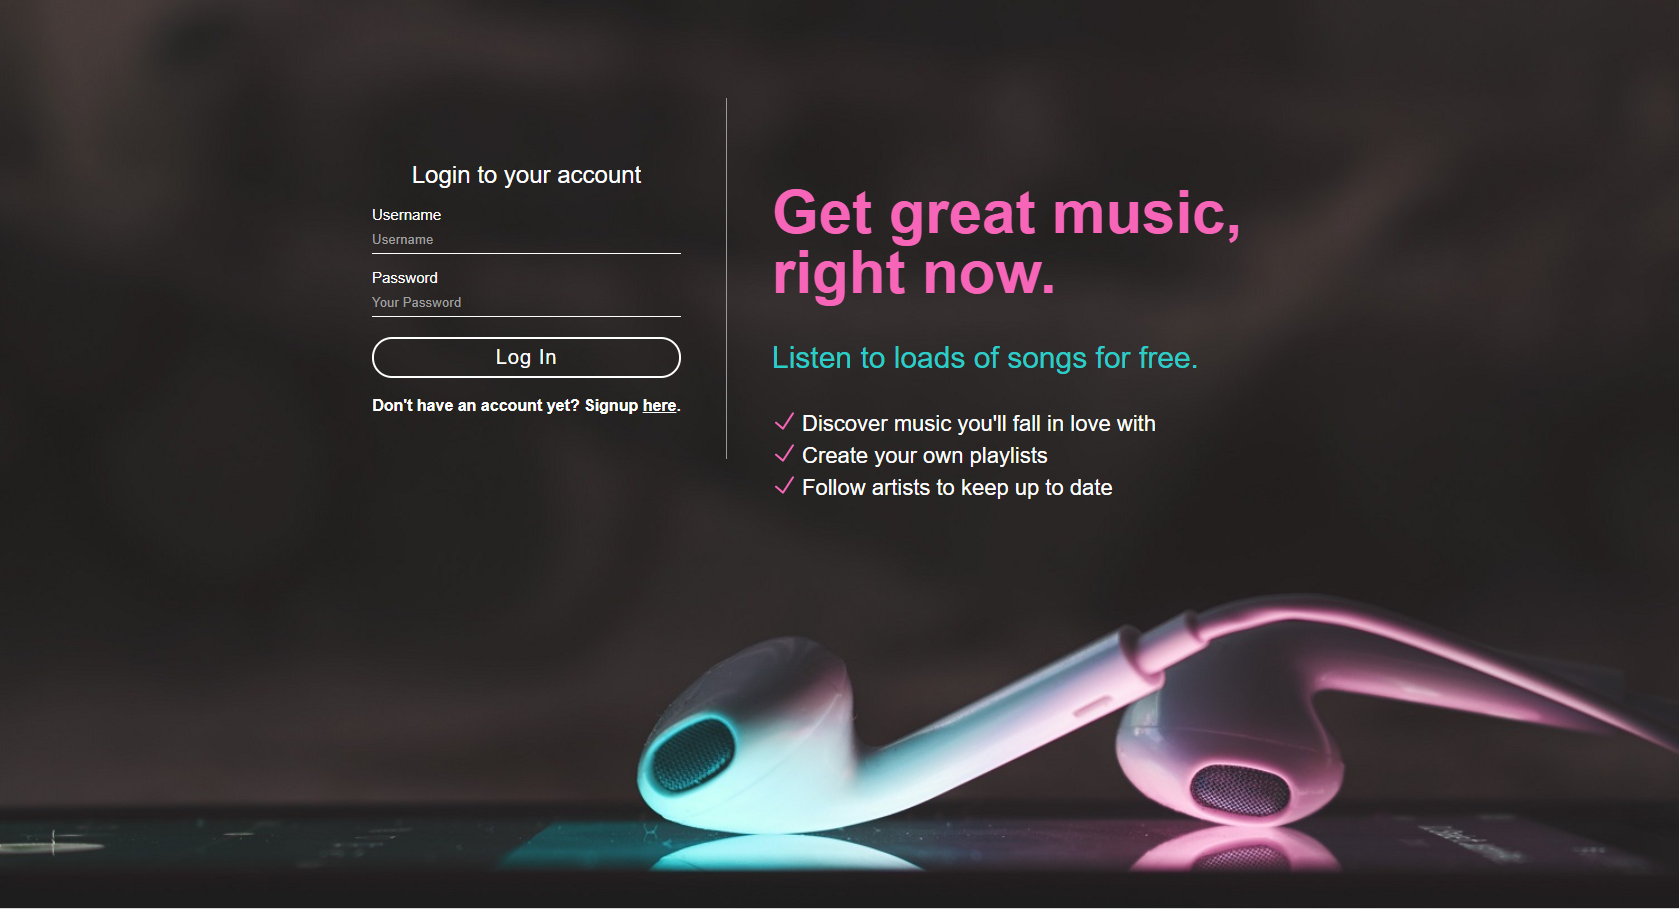 Login to your account
Username
Username
Password
Your Password
Log In
Don't have an account yet? Signup here.
Get great music,
right now.
Listen to loads of songs for free.
Discover music you'll fall in love with
Create your own playlists
Follow artists to keep up to date